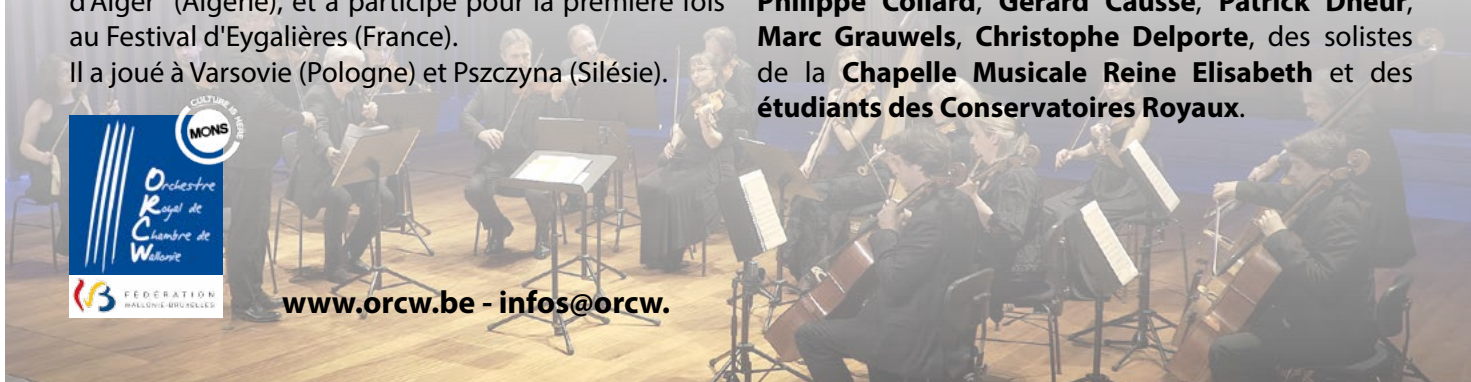 d'Alger" (Algérie), et a participé pour la première fois
au Festival d'Eygalières (France).
Il a joué à Varsovie (Pologne) et Pszczyna (Silésie).
Philippe Collard, Gérard Caussé, Patrick Dheur,
Marc Grauwels, Christophe Delporte, des solistes
de la Chapelle Musicale Reine Elisabeth et des
étudiants des Conservatoires Royaux.
CULTURE IS HERE
MONS
Orchestre
Royal de
Chambre de
Wallonie
FÉDÉRATION
WALLONIE-BRUXELLES
www.orcw.be - infos@orcw.